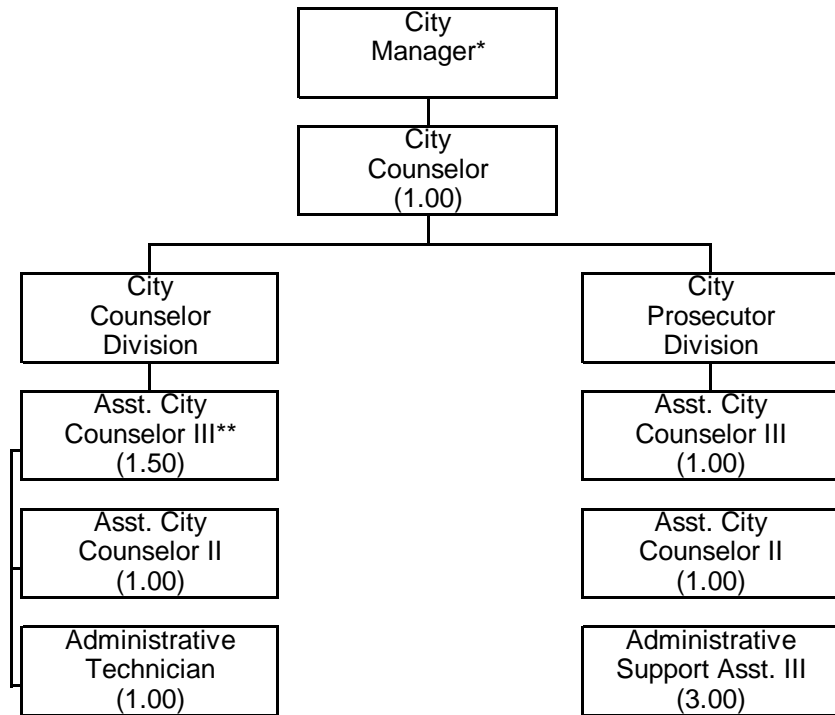 City
Manager*
City
Counselor
(1.00)
City
Counselor
Division
City
Prosecutor
Division
Asst. City
Counselor III**
(1.50)
Asst. City
Counselor III
(1.00)
Asst. City
Counselor II
(1.00)
Asst. City
Counselor II
(1.00)
Administrative
Technician
(1.00)
Administrative
Support Asst. III
(3.00)